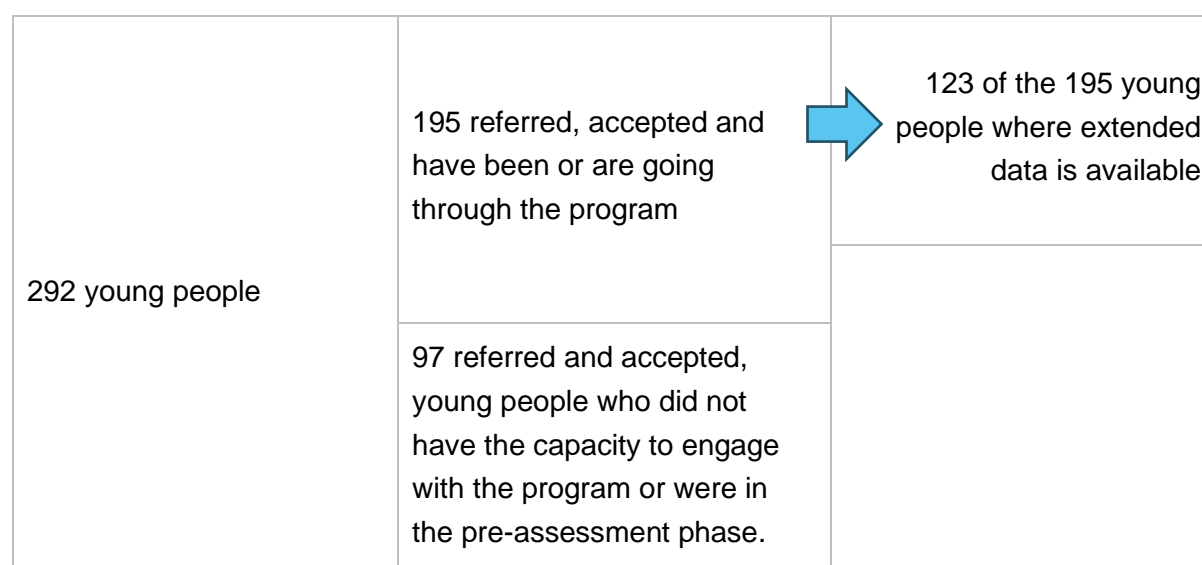 292 young people
195 referred, accepted and
have been or are going
through the program
97 referred and accepted,
young people who did not
have the capacity to engage
with the program or were in
the pre-assessment phase.
123 of the 195 young
people where extended
data is available